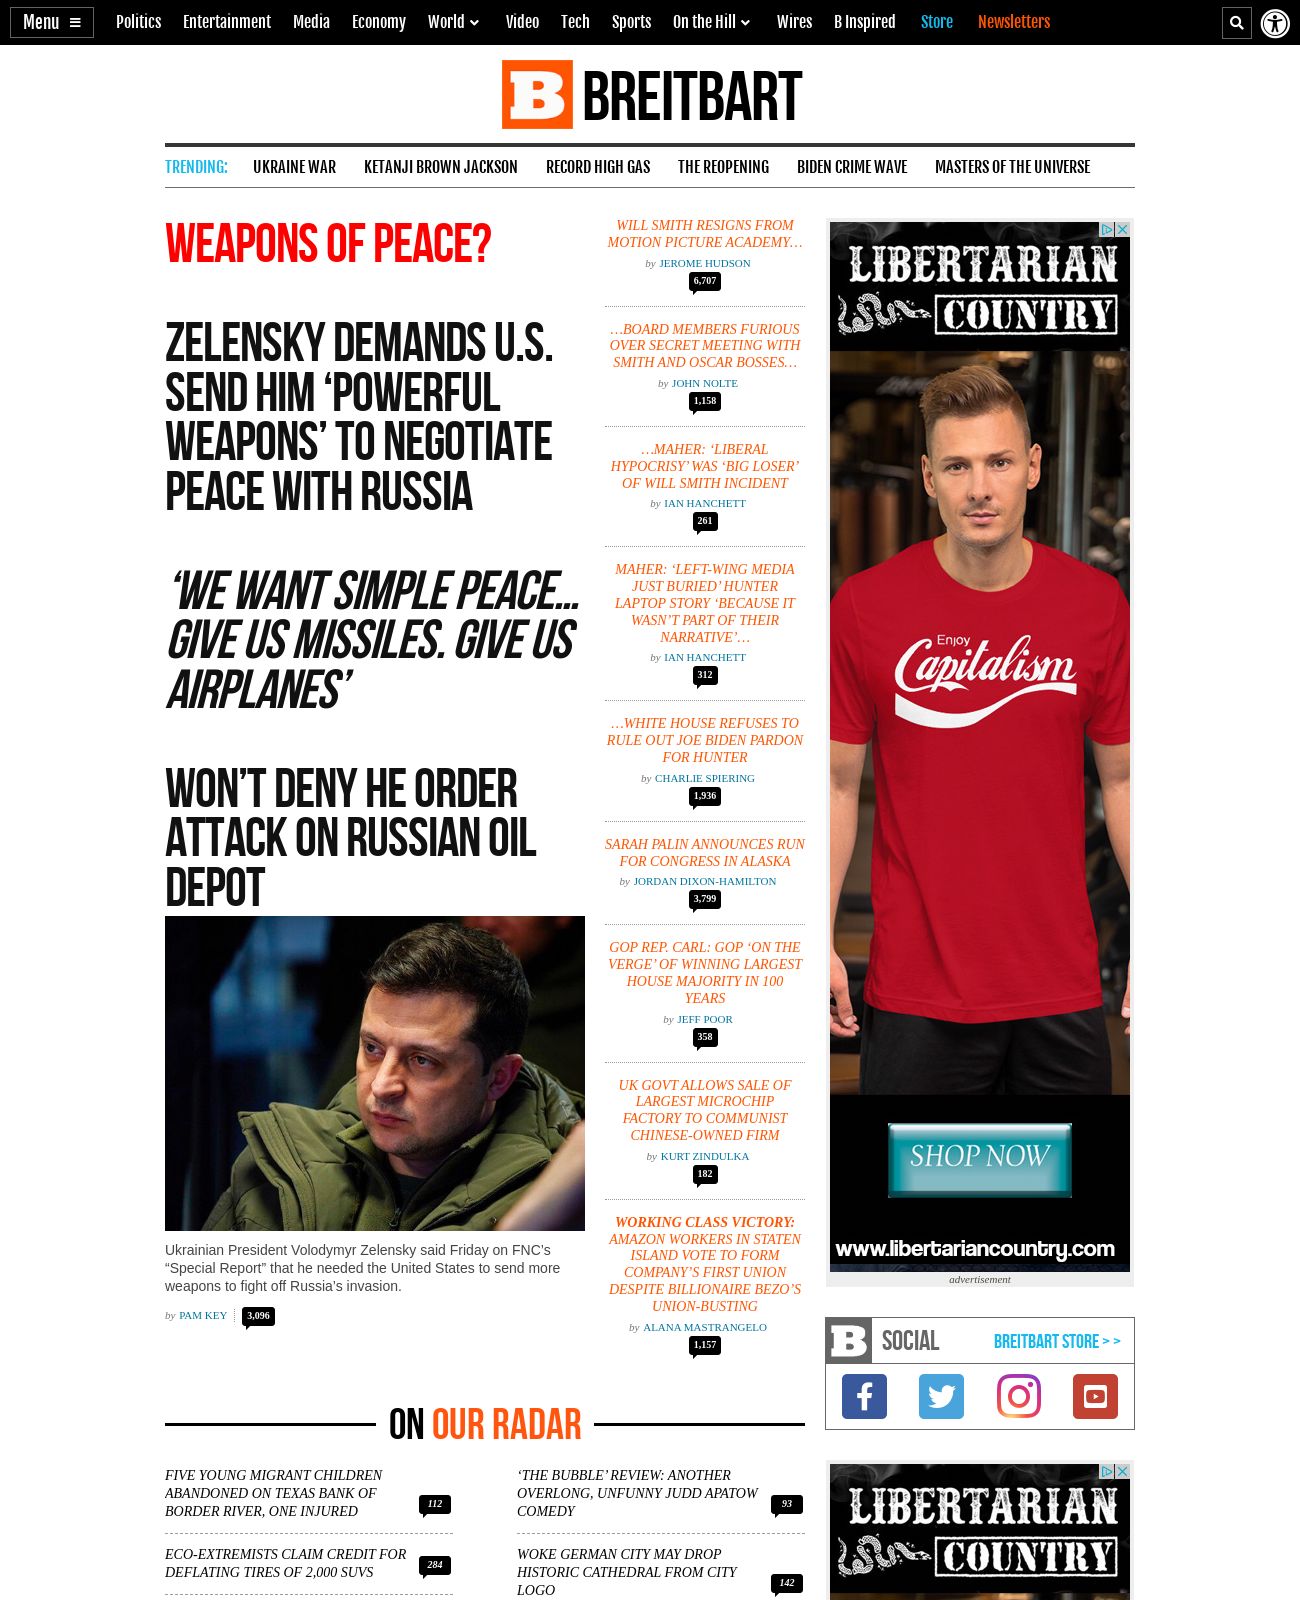 Menu
Politics Entertainment Media Economy World Video Tech Sports On the Hill Wires B Inspired Store Newsletters
B BREITBART
TRENDING: UKRAINE WAR KETANJI BROWN JACKSON RECORD HIGH GAS THE REOPENING BIDEN CRIME WAVE MASTERS OF THE UNIVERSE
WEAPONS OF PEACE?
ZELENSKY DEMANDS U.S.
SEND HIM ‘POWERFUL
WEAPONS’ TO NEGOTIATE
PEACE WITH RUSSIA
‘WE WANT SIMPLE PEACE...
GIVE US MISSILES. GIVE US
AIRPLANES’
WON’T DENY HE ORDER
ATTACK ON RUSSIAN OIL
DEPOT
Ukrainian President Volodymyr Zelensky said Friday on FNC’s
“Special Report” that he needed the United States to send more
weapons to fight off Russia’s invasion.
by PAM KEY 3,096
WILL SMITH RESIGNS FROM
MOTION PICTURE ACADEMY…
by JEROME HUDSON
6,707
…BOARD MEMBERS FURIOUS
OVER SECRET MEETING WITH
SMITH AND OSCAR BOSSES…
by JOHN NOLTE
1,158
…MAHER: ‘LIBERAL
HYPOCRISY’ WAS ‘BIG LOSER’
OF WILL SMITH INCIDENT
by IAN HANCHETT
261
MAHER: ‘LEFT-WING MEDIA
JUST BURIED’ HUNTER
LAPTOP STORY ‘BECAUSE IT
WASN’T PART OF THEIR
NARRATIVE’…
by IAN HANCHETT
312
…WHITE HOUSE REFUSES TO
RULE OUT JOE BIDEN PARDON
FOR HUNTER
by CHARLIE SPIERING
1,936
SARAH PALIN ANNOUNCES RUN
FOR CONGRESS IN ALASKA
by JORDAN DIXON-HAMILTON
3,799
GOP REP. CARL: GOP ‘ON THE
VERGE’ OF WINNING LARGEST
HOUSE MAJORITY IN 100
YEARS
by JEFF POOR
358
UK GOVT ALLOWS SALE OF
LARGEST MICROCHIP
FACTORY TO COMMUNIST
CHINESE-OWNED FIRM
by KURT ZINDULKA
182
WORKING CLASS VICTORY:
AMAZON WORKERS IN STATEN
ISLAND VOTE TO FORM
COMPANY’S FIRST UNION
DESPITE BILLIONAIRE BEZO’S
UNION-BUSTING
by ALANA MASTRANGELO
1,157
LIBERTARIAN
COUNTRY
Enjoy
Capitalism
SHOP NOW
www.libertariancountry.com
advertisement
B SOCIAL BREITBART STORE > >
LIBERTARIAN
COUNTRY
ON OUR RADAR
FIVE YOUNG MIGRANT CHILDREN
ABANDONED ON TEXAS BANK OF
BORDER RIVER, ONE INJURED
112
ECO-EXTREMISTS CLAIM CREDIT FOR
DEFLATING TIRES OF 2,000 SUVS
284
‘THE BUBBLE’ REVIEW: ANOTHER
OVERLONG, UNFUNNY JUDD APATOW
COMEDY
93
WOKE GERMAN CITY MAY DROP
HISTORIC CATHEDRAL FROM CITY
LOGO
142